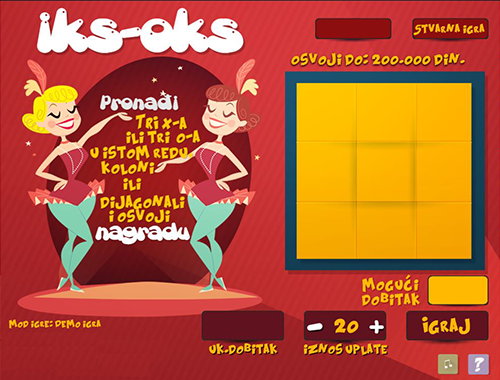 iks-oks
STVARNA IGRA
OSVOJI DO: 200.000 DIN.
Pronađi
TRI X-A
ILI TRI O-A
U ISTOM REDU
KOLONI
ILI
DIJAGONALI
I OSVOJI
nagradu
MOGUĆI
DOBITAK
MOD IGRE: DEMO IGRA
- 20 +
IGRAJ
UK.DOBITAK
IZNOS UPLATE
?